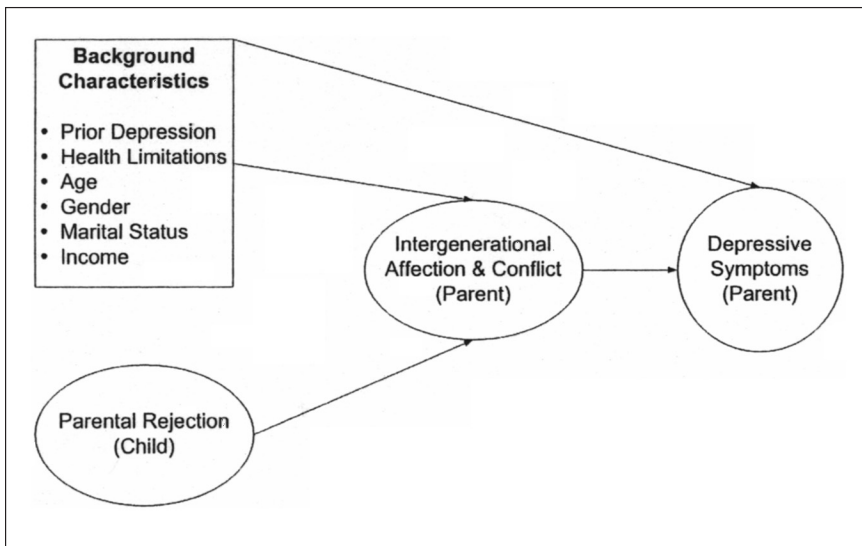 Background
Characteristics
• Prior Depression
• Health Limitations
• Age
• Gender
• Marital Status
• Income
Intergenerational
Affection & Conflict
(Parent)
Depressive
Symptoms
(Parent)
Parental Rejection
(Child)